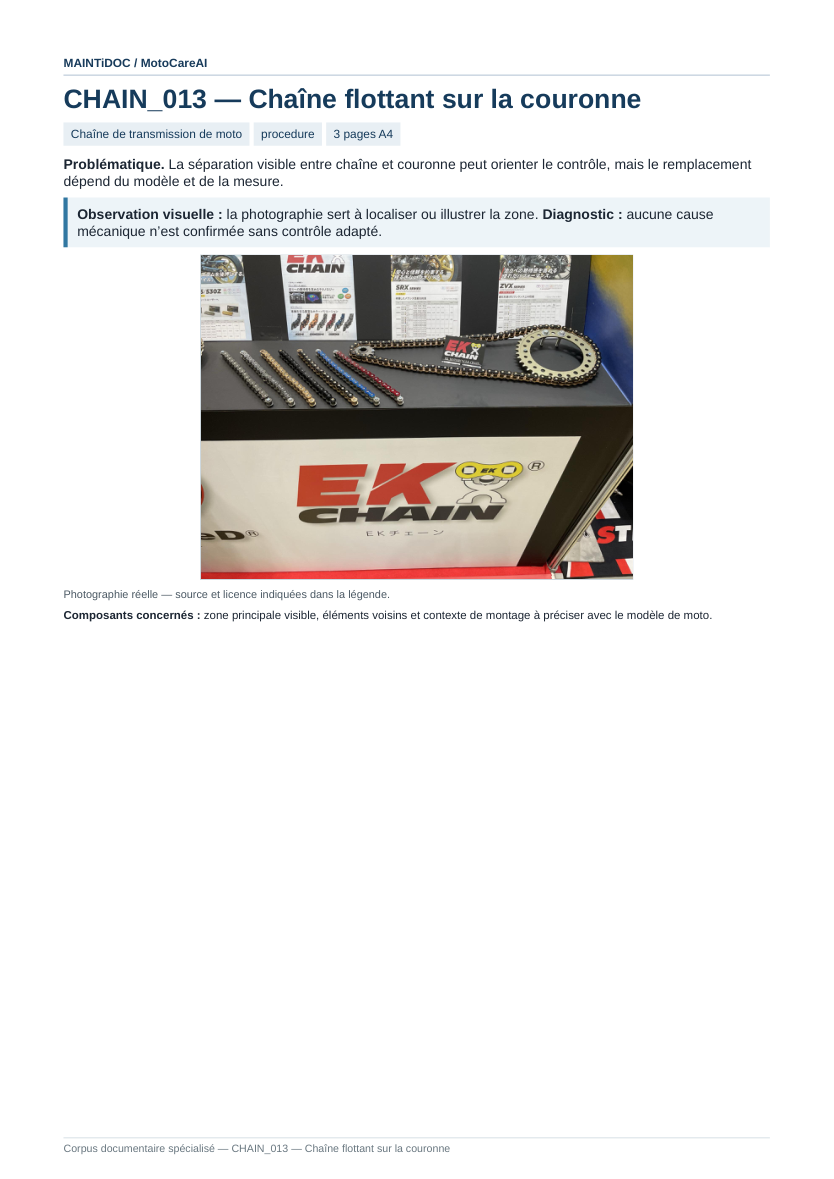 MAINTiDOC / MotoCareAI
CHAIN_013 — Chaîne flottant sur la couronne
Chaîne de transmission de moto
procedure
3 pages A4
Problématique. La séparation visible entre chaîne et couronne peut orienter le contrôle, mais le remplacement
dépend du modèle et de la mesure.
Observation visuelle : la photographie sert à localiser ou illustrer la zone. Diagnostic : aucune cause
mécanique n’est confirmée sans contrôle adapté.
CHAIN
SRX SERIES
ZVX SERIES
EK
CHAIN
EK
EK
®
CHAIN
EKチェーン
D®
ST
Photographie réelle — source et licence indiquées dans la légende.
Composants concernés : zone principale visible, éléments voisins et contexte de montage à préciser avec le modèle de moto.
Corpus documentaire spécialisé — CHAIN_013 — Chaîne flottant sur la couronne